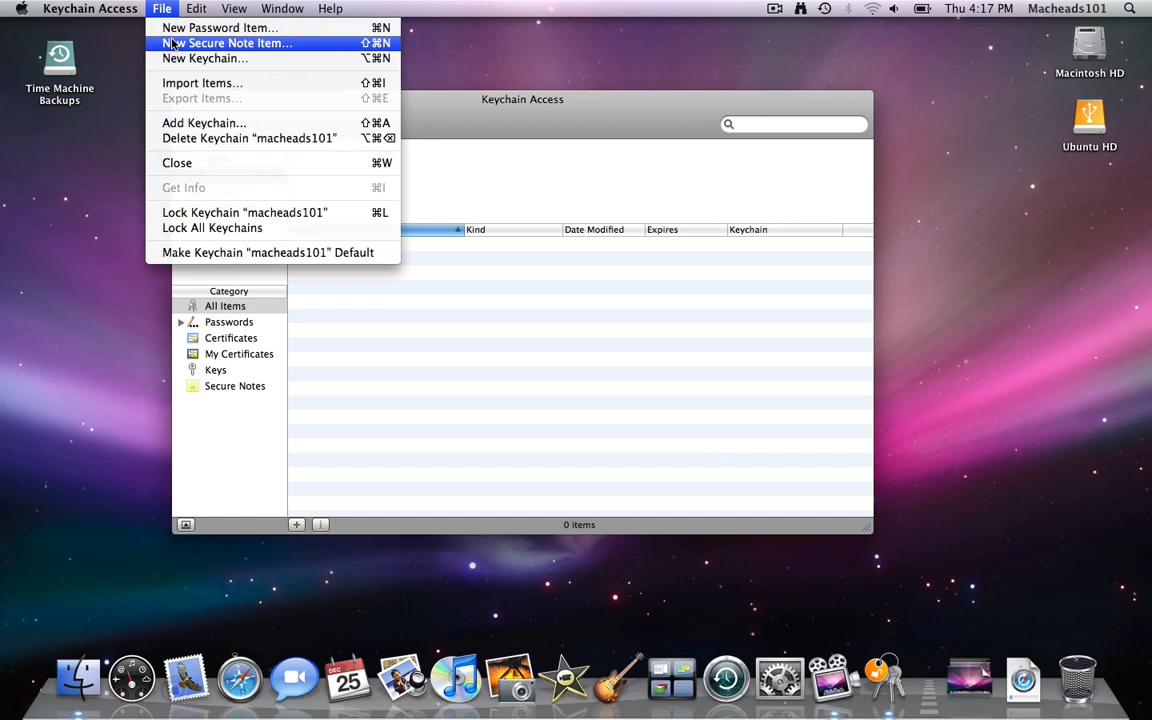 Keychain Access File Edit View Window Help Thu 4:17 PM Macheads101
New Password Item... ⌘N
New Secure Note Item... ⇧⌘N
New Keychain... ⌥⌘N
Import Items... ⇧⌘I
Export Items... ⇧⌘E
Add Keychain... ⇧⌘A
Delete Keychain “macheads101” ⌥⌘⌫
Close ⌘W
Get Info ⌘I
Lock Keychain “macheads101” ⌘L
Lock All Keychains
Make Keychain “macheads101” Default
Time Machine
Backups
Macintosh HD
Ubuntu HD
Keychain Access
Kind Date Modified Expires Keychain
Category
All Items
Passwords
Certificates
My Certificates
Keys
Secure Notes
0 items
DEC
25